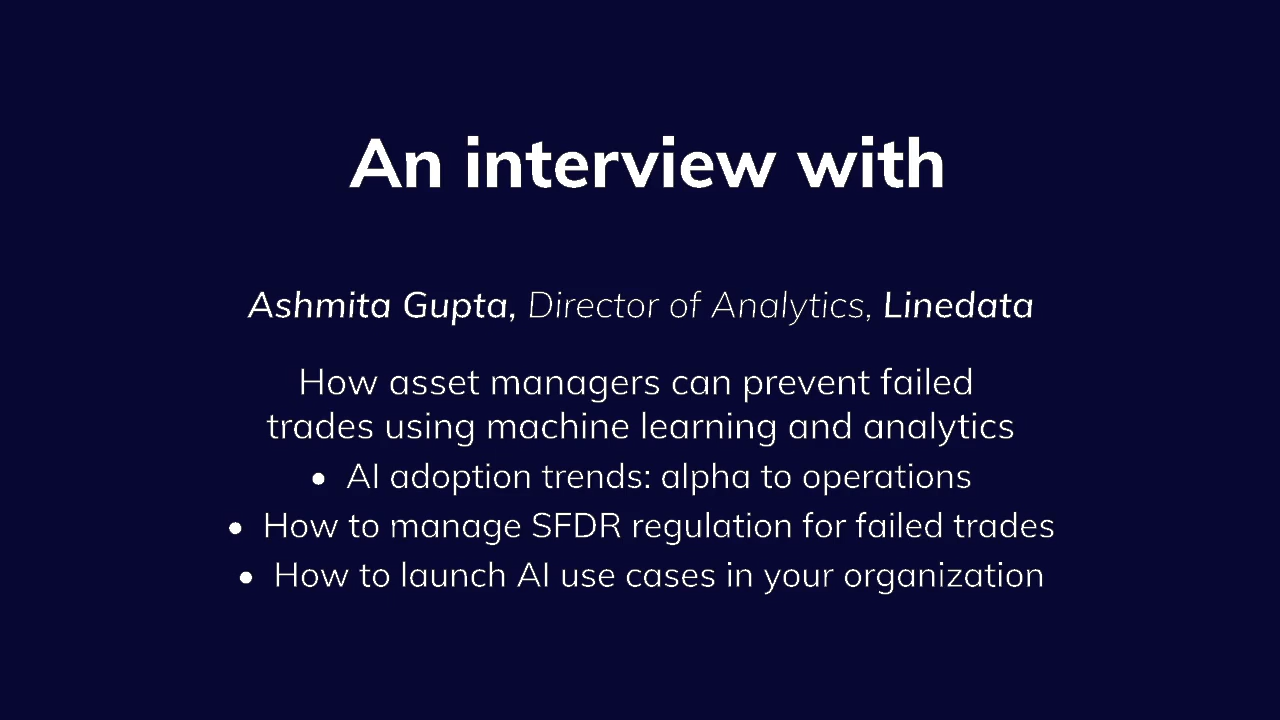 An interview with
Ashmita Gupta, Director of Analytics, Linedata
How asset managers can prevent failed
trades using machine learning and analytics
• AI adoption trends: alpha to operations
• How to manage SFDR regulation for failed trades
• How to launch AI use cases in your organization